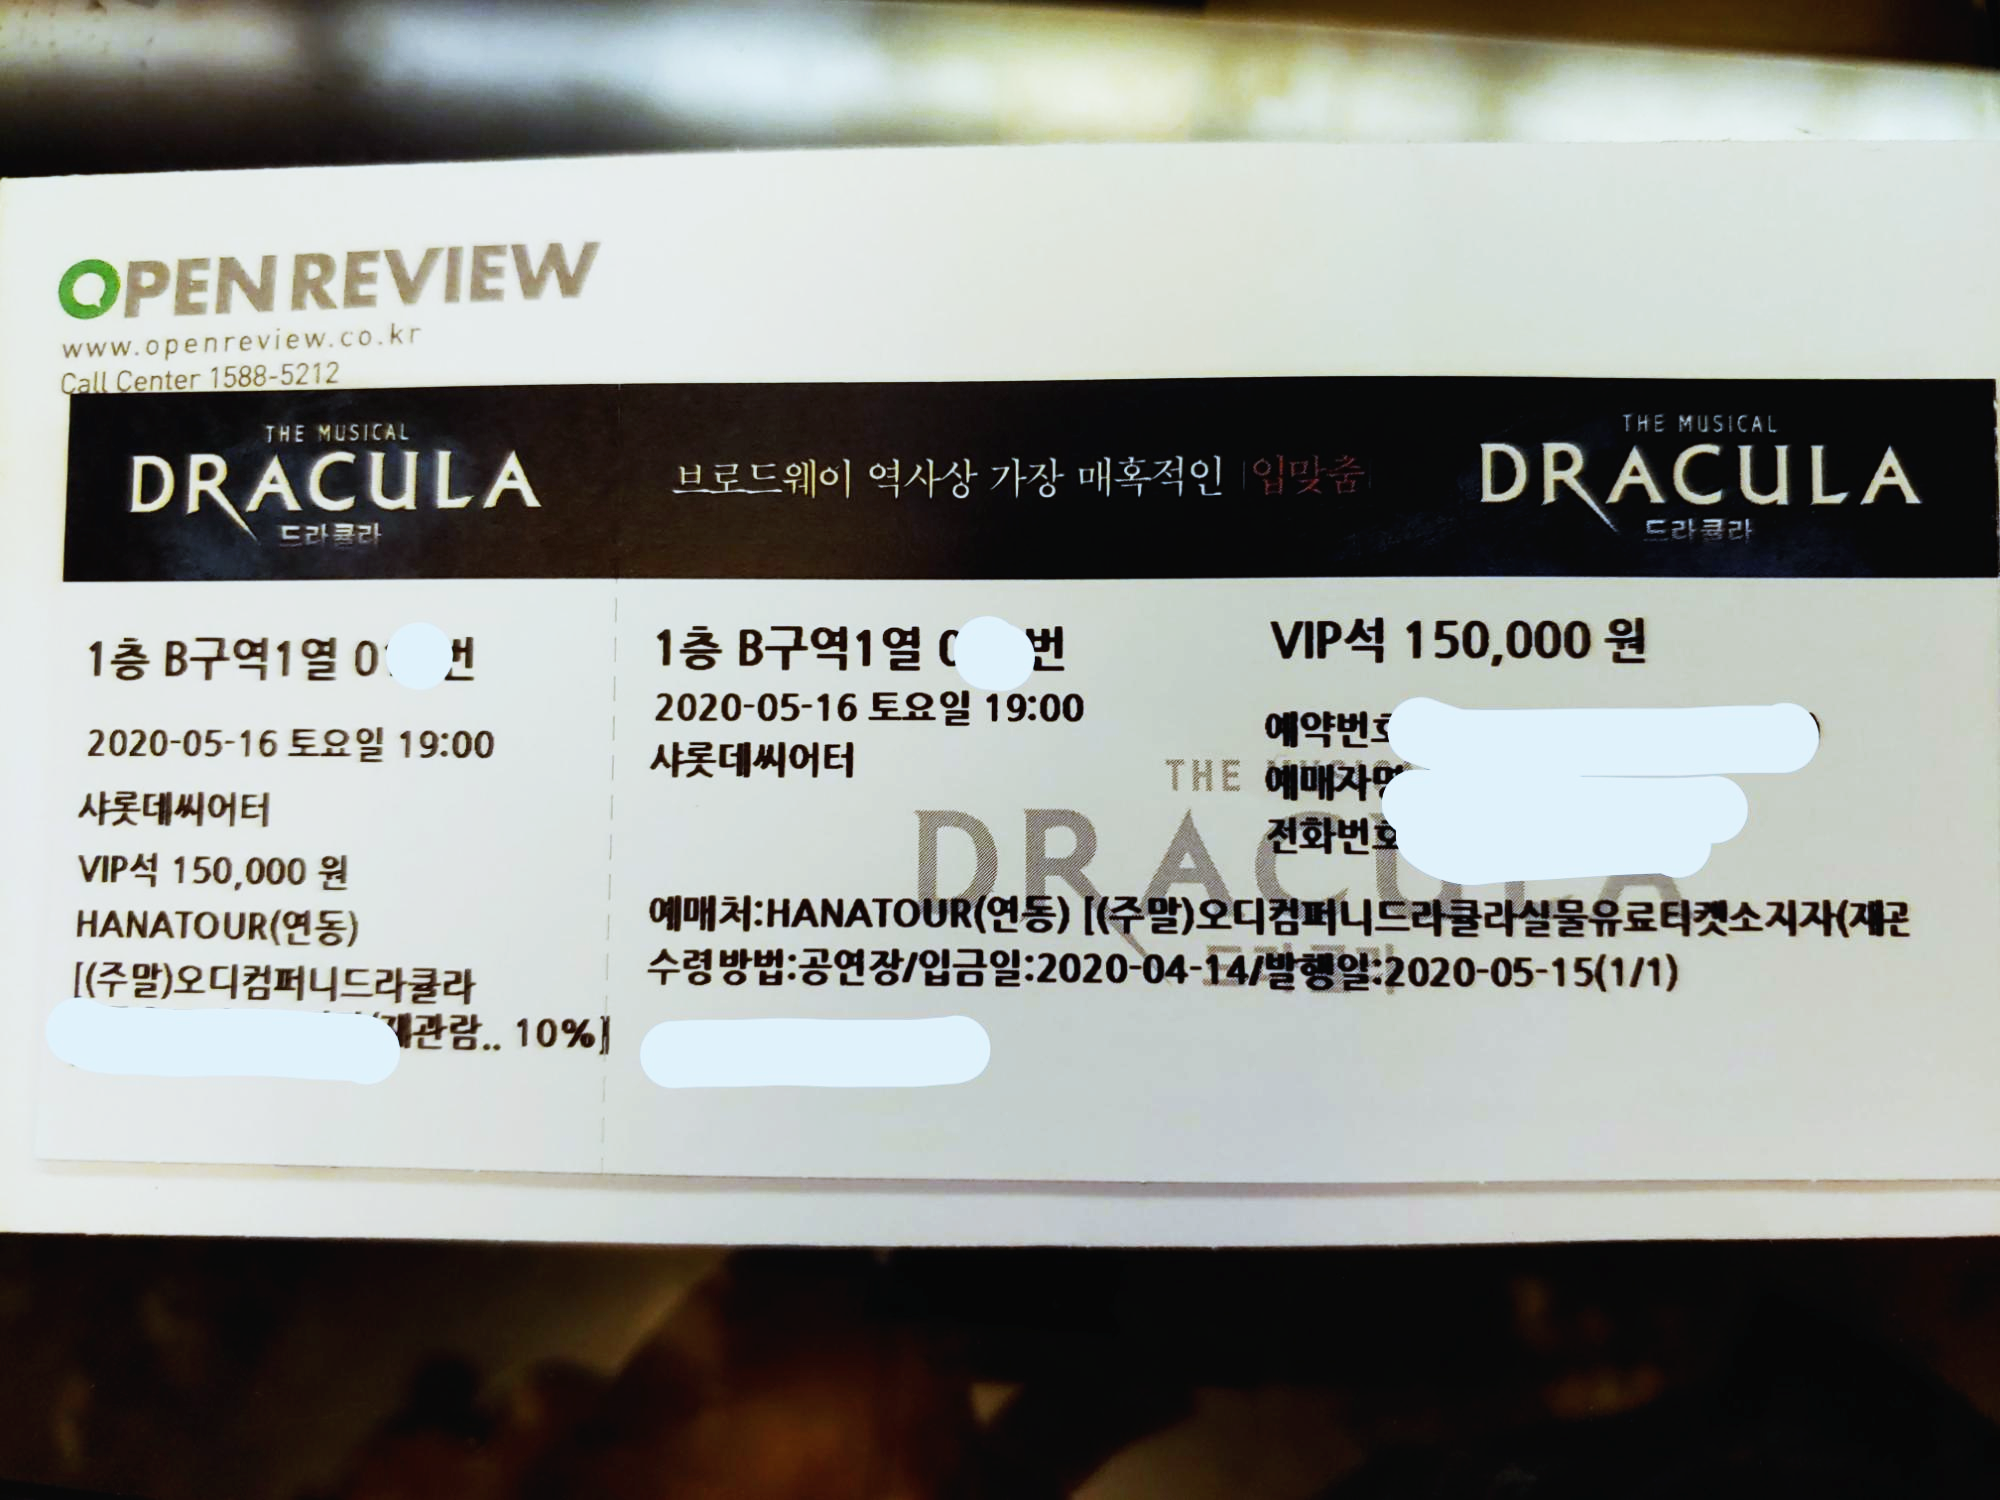 OPEN REVIEW
www.openreview.co.kr
Call Center 1588-5212
THE MUSICAL
DRACULA
드라큘라
브로드웨이 역사상 가장 매혹적인 입맞춤
THE MUSICAL
DRACULA
드라큘라
1층 B구역1열
2020-05-16 토요일 19:00
샤롯데씨어터
VIP석 150,000 원
HANATOUR(연동)
[(주말)오디컴퍼니드라큘라
재관람.. 10%]
1층 B구역1열
2020-05-16 토요일 19:00
샤롯데씨어터
VIP석 150,000 원
예약번호
예매자명
전화번호
THE
DRACULA
예매처:HANATOUR(연동) [(주말)오디컴퍼니드라큘라실물유료티켓소지자(재관
수령방법:공연장/입금일:2020-04-14/발행일:2020-05-15(1/1)